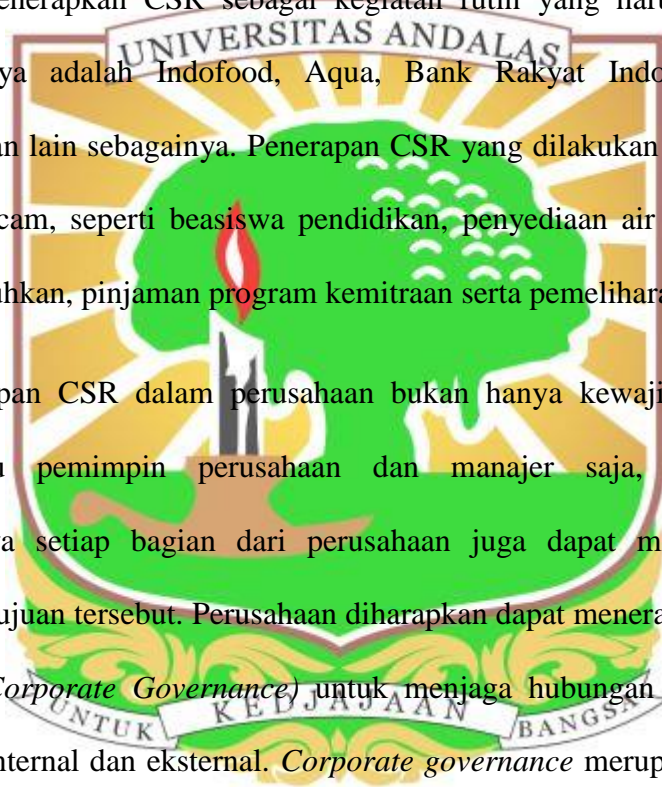 enerapkan CSR sebagai kegiatan rutin yang har
UNIVERSITAS ANDALAS
ya adalah Indofood, Aqua, Bank Rakyat Indo
an lain sebagainya. Penerapan CSR yang dilakukan
cam, seperti beasiswa pendidikan, penyediaan air
uhkan, pinjaman program kemitraan serta pemelihara
pan CSR dalam perusahaan bukan hanya kewaji
u pemimpin perusahaan dan manajer saja,
ya setiap bagian dari perusahaan juga dapat m
ujuan tersebut. Perusahaan diharapkan dapat menera
Corporate Governance) untuk menjaga hubungan
UNTUK KEDJAJAAN BANGSA
nternal dan eksternal. Corporate governance merup